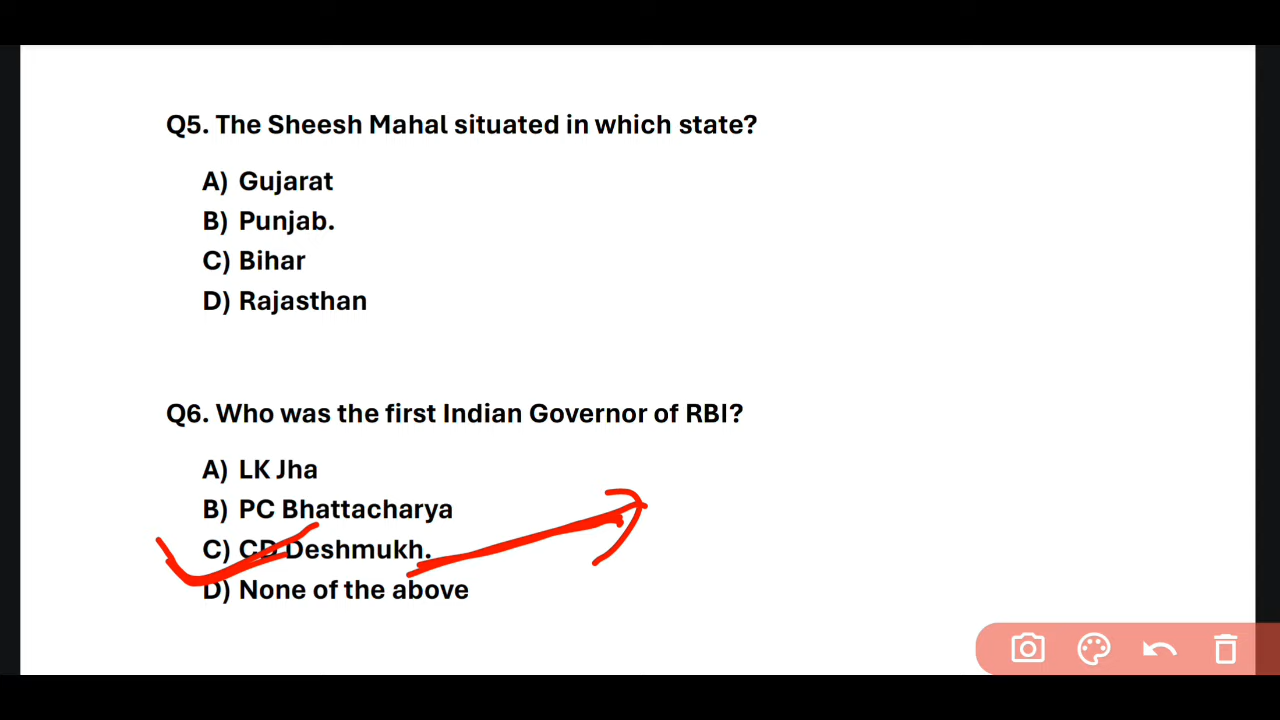 Q5. The Sheesh Mahal situated in which state?
A) Gujarat
B) Punjab.
C) Bihar
D) Rajasthan
Q6. Who was the first Indian Governor of RBI?
A) LK Jha
B) PC Bhattacharya
C) CD Deshmukh.
D) None of the above